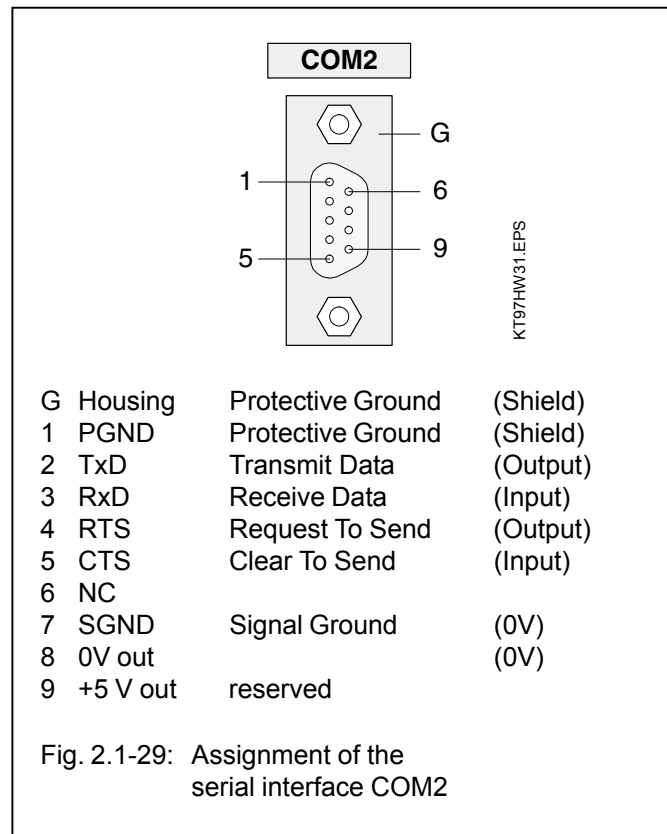 COM2
G
1
6
9
5
KT97HW31.EPS
G Housing Protective Ground (Shield)
1 PGND Protective Ground (Shield)
2 TxD Transmit Data (Output)
3 RxD Receive Data (Input)
4 RTS Request To Send (Output)
5 CTS Clear To Send (Input)
6 NC
7 SGND Signal Ground (0V)
8 0V out (0V)
9 +5 V out reserved
Fig. 2.1-29: Assignment of the
serial interface COM2